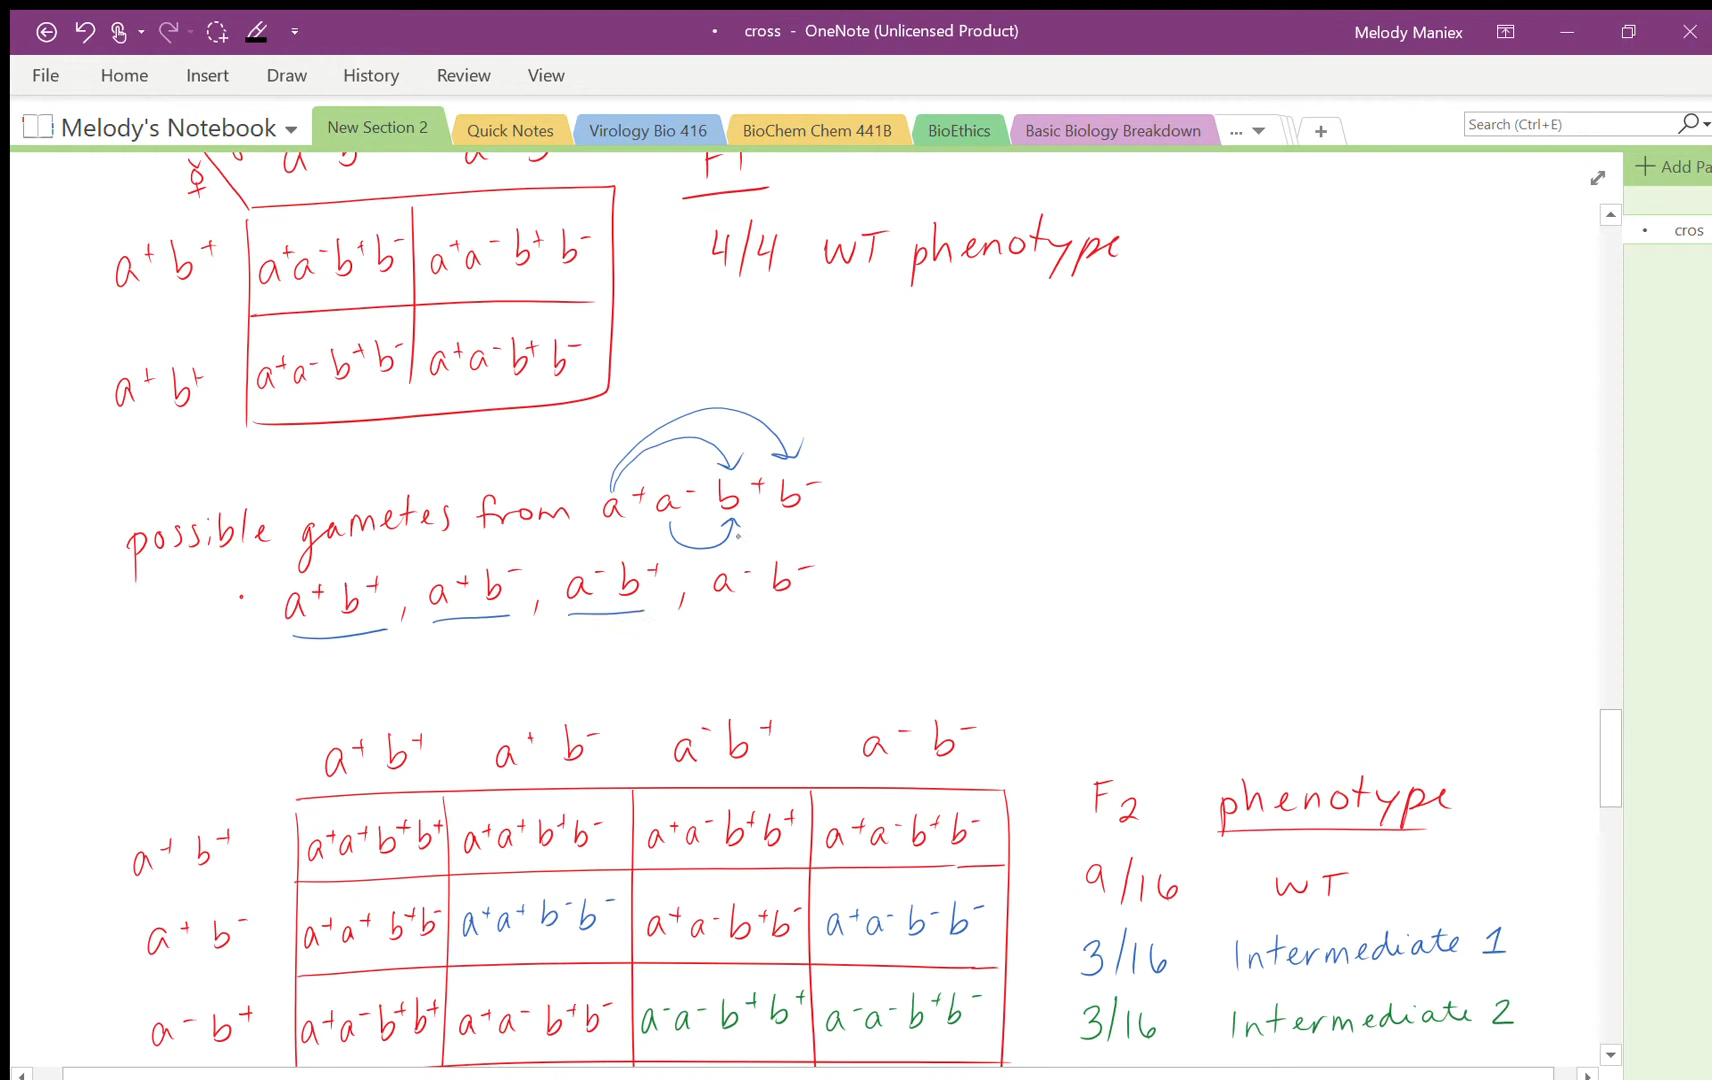 cross - OneNote (Unlicensed Product)
Melody Maniex
File Home Insert Draw History Review View
Melody's Notebook
New Section 2
Quick Notes
Virology Bio 416
BioChem Chem 441B
BioEthics
Basic Biology Breakdown
...
Search (Ctrl+E)
Add Pa
cros
F1
a⁺ b⁺ a⁺a⁻b⁺b⁻ a⁺a⁻b⁺b⁻ 4/4 WT phenotype
a⁺ b⁺ a⁺a⁻b⁺b⁻ a⁺a⁻b⁺b⁻
possible gametes from a⁺a⁻b⁺b⁻
· a⁺b⁺, a⁺b⁻, a⁻b⁺, a⁻b⁻
a⁺b⁺ a⁺b⁻ a⁻b⁺ a⁻b⁻
F2 phenotype
a⁺b⁺ a⁺a⁺b⁺b⁺ a⁺a⁺b⁺b⁻ a⁺a⁻b⁺b⁺ a⁺a⁻b⁺b⁻
9/16 WT
a⁺b⁻ a⁺a⁺b⁺b⁻ a⁺a⁺b⁻b⁻ a⁺a⁻b⁺b⁻ a⁺a⁻b⁻b⁻
3/16 Intermediate 1
a⁻b⁺ a⁺a⁻b⁺b⁺ a⁺a⁻b⁺b⁻ a⁻a⁻b⁺b⁺ a⁻a⁻b⁺b⁻
3/16 Intermediate 2